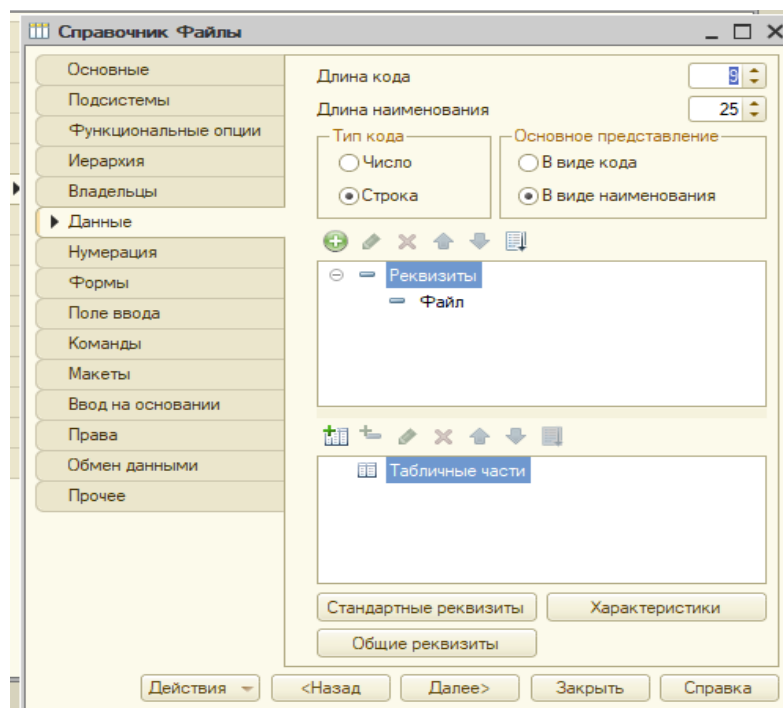 Справочник Файлы
Основные
Подсистемы
Функциональные опции
Иерархия
Владельцы
Данные
Нумерация
Формы
Поле ввода
Команды
Макеты
Ввод на основании
Права
Обмен данными
Прочее
Длина кода 9
Длина наименования 25
Тип кода
Число
Строка
Основное представление
В виде кода
В виде наименования
Реквизиты
Файл
Табличные части
Стандартные реквизиты Характеристики
Общие реквизиты
Действия <Назад Далее> Закрыть Справка